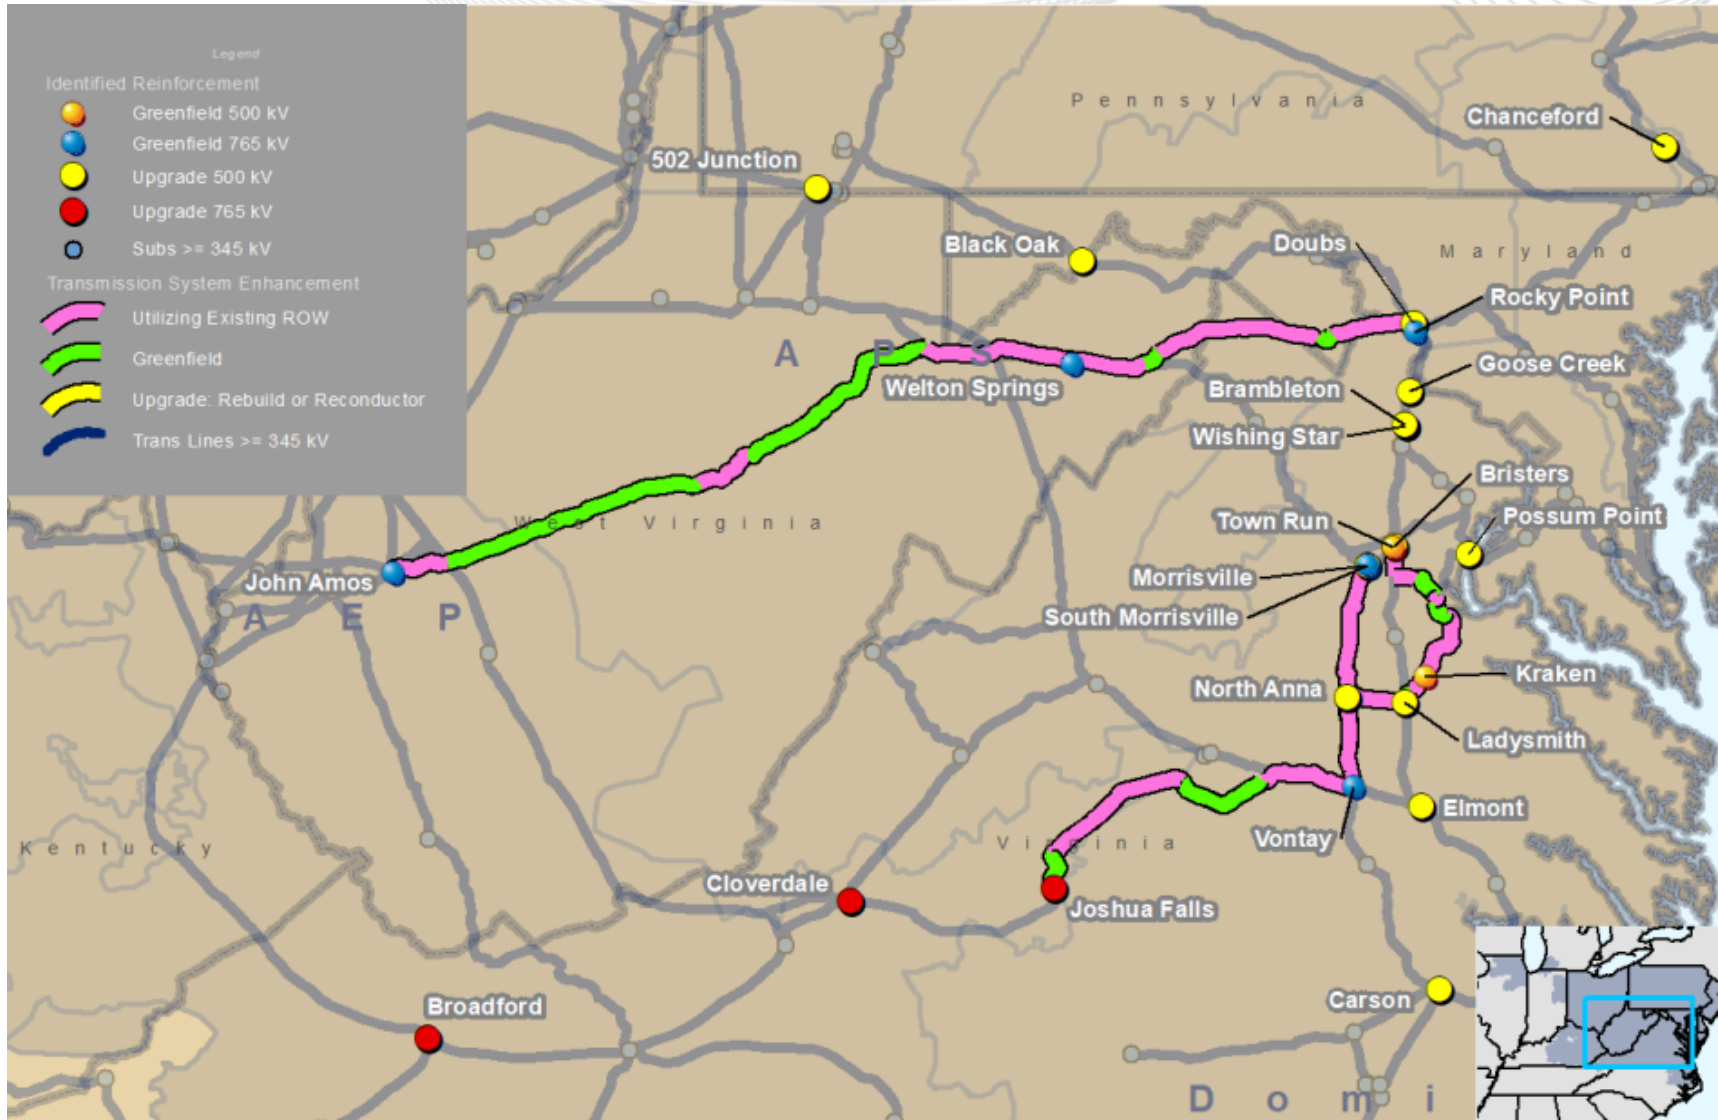 Legend
Identified Reinforcement
Greenfield 500 kV
Greenfield 765 kV
Upgrade 500 kV
Upgrade 765 kV
Subs >= 345 kV
Transmission System Enhancement
Utilizing Existing ROW
Greenfield
Upgrade: Rebuild or Reconductor
Trans Lines >= 345 kV
Pennsylvania
Chanceford
502 Junction
Black Oak
Doubs
Maryland
Rocky Point
APS
Welton Springs
Goose Creek
Brambleton
Wishing Star
Bristers
West Virginia
Town Run
Possum Point
John Amos
Morrisville
AEP
South Morrisville
Kraken
North Anna
Ladysmith
Elmont
Kentucky
Virginia
Vontay
Cloverdale
Joshua Falls
Broadford
Carson
Domi